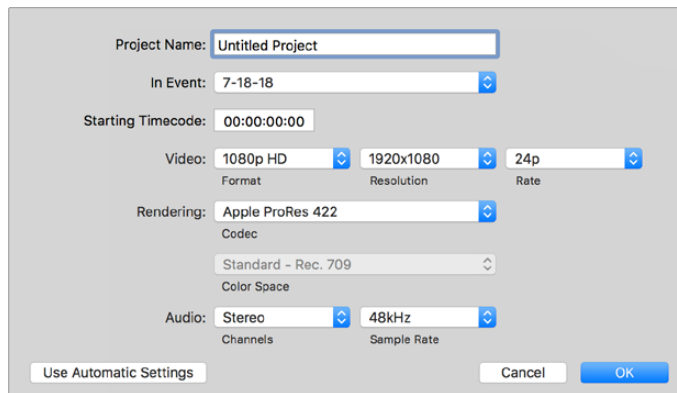 Project Name: Untitled Project
In Event: 7-18-18
Starting Timecode: 00:00:00:00
Video: 1080p HD 1920x1080 24p
Format Resolution Rate
Rendering: Apple ProRes 422
Codec
Standard - Rec. 709
Color Space
Audio: Stereo 48kHz
Channels Sample Rate
Use Automatic Settings Cancel OK